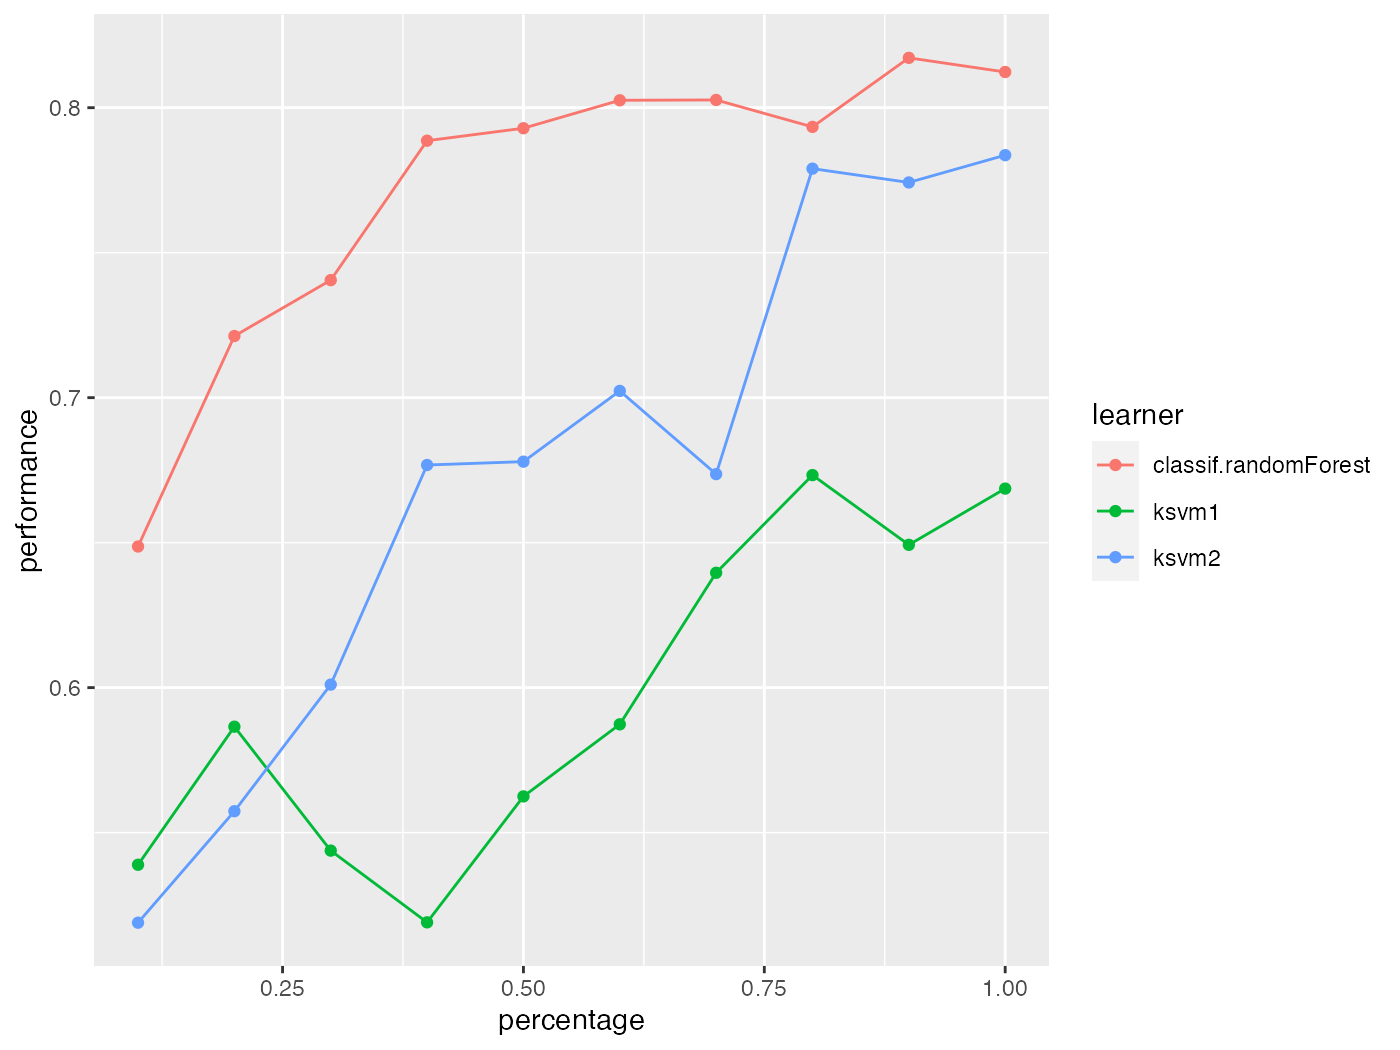 0.8
0.7
0.6
performance
0.25
0.50
0.75
1.00
percentage
learner
classif.randomForest
ksvm1
ksvm2